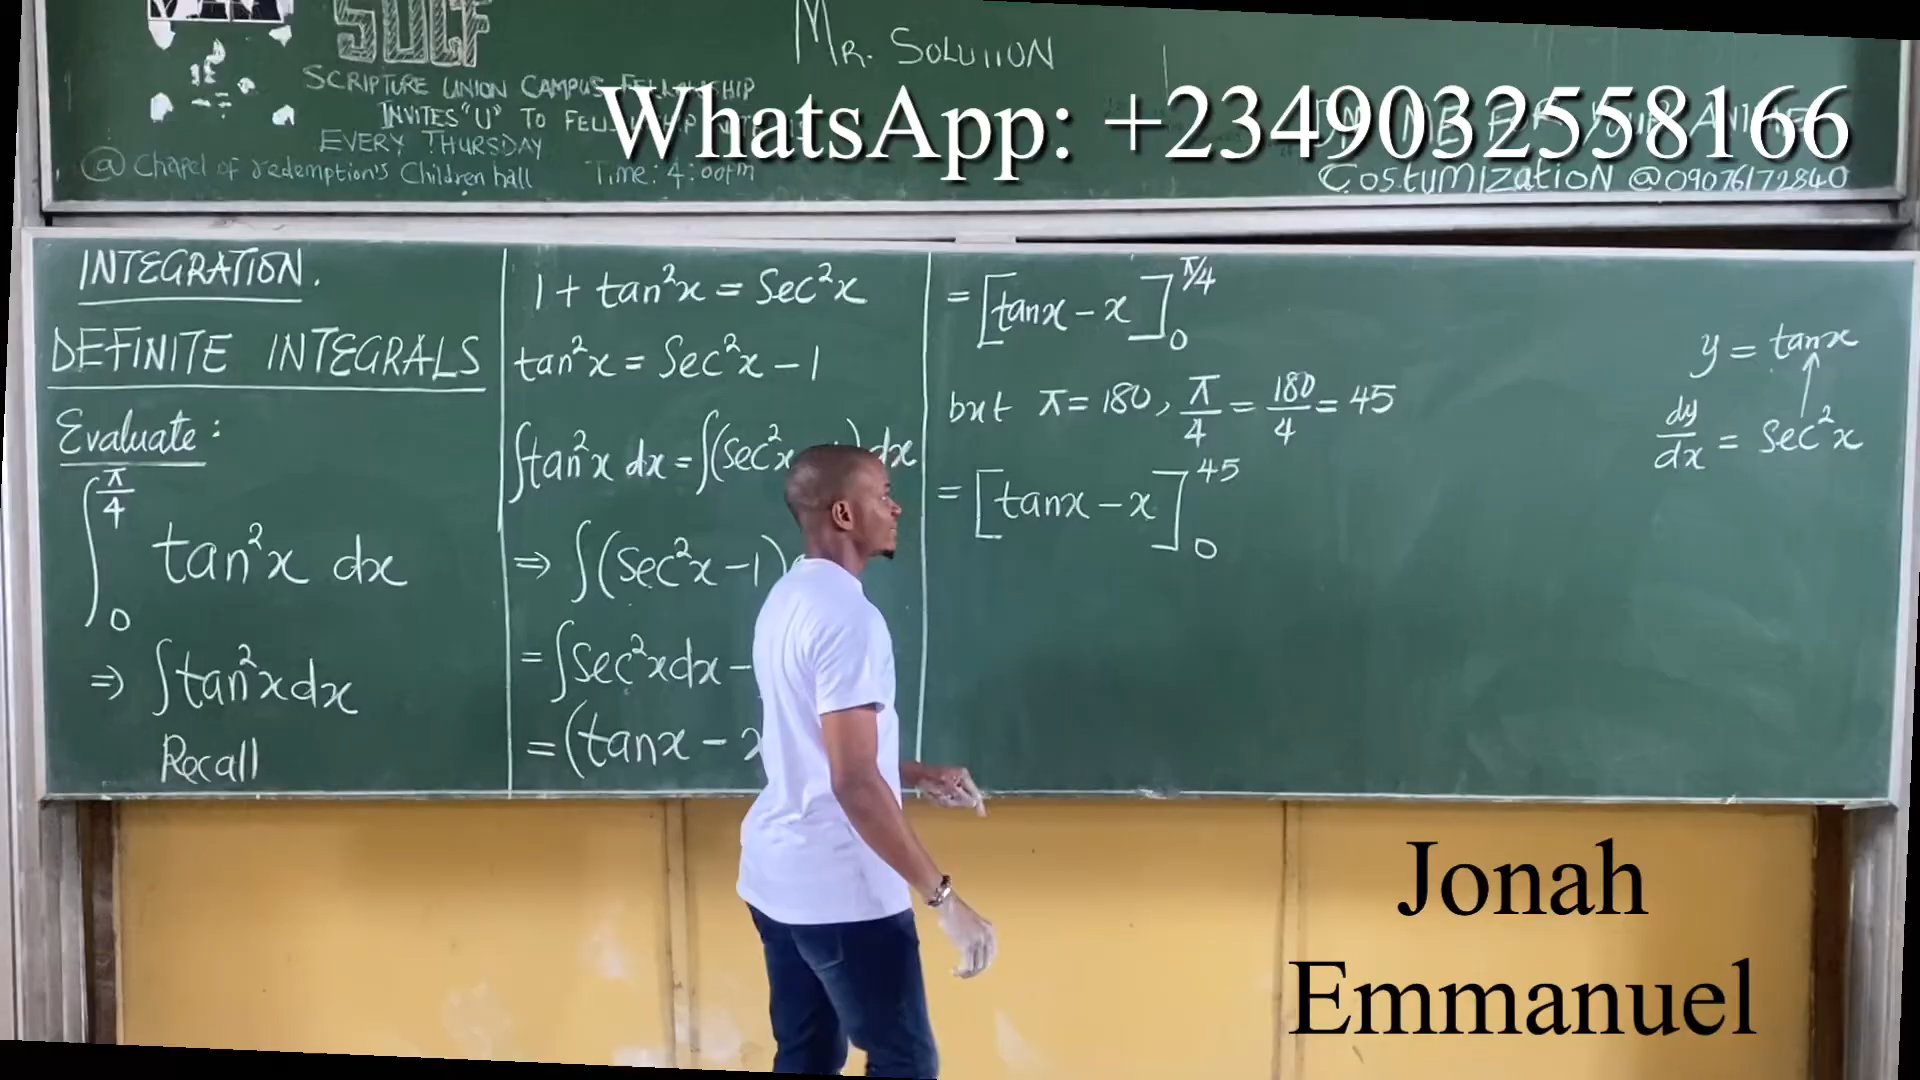 SUCF
MR. SOLUTION
SCRIPTURE UNION CAMPUS FELLOWSHIP
INVITES "U" TO
EVERY THURSDAY
@ Chapel of redemption's Children hall Time: 4:00pm
WhatsApp: +2349032558166
Costumization @09076172840
INTEGRATION.
DEFINITE INTEGRALS
Evaluate:
∫₀^(π/4) tan²x dx
⇒ ∫tan²x dx
Recall
1 + tan²x = Sec²x
tan²x = Sec²x - 1
∫tan²x dx = ∫(Sec²x dx
⇒ ∫(Sec²x - 1)
= ∫Sec²x dx -
= (tanx - x
= [tanx - x]₀^(π/4)
but π = 180, π/4 = 180/4 = 45
= [tanx - x]₀^45
y = tanx
dy/dx = Sec²x
Jonah
Emmanuel